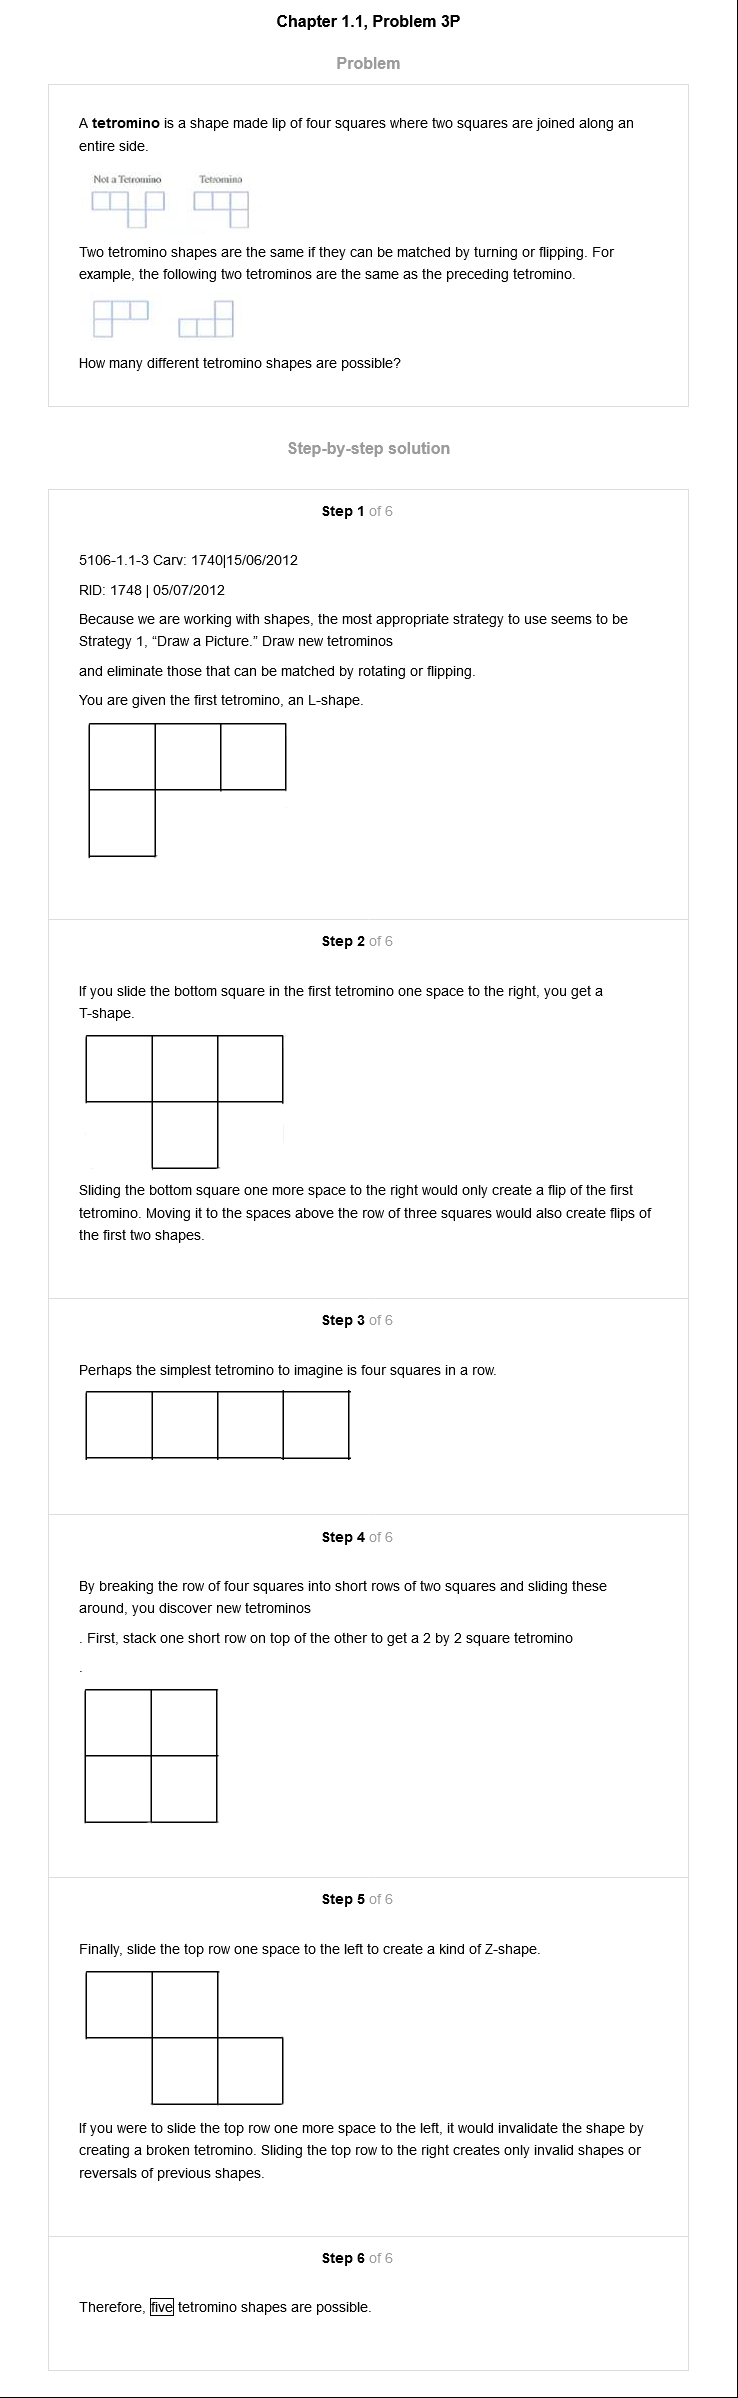 Chapter 1.1, Problem 3P
Problem
A tetromino is a shape made lip of four squares where two squares are joined along an
entire side.
Not a Tetromino Tetromino
Two tetromino shapes are the same if they can be matched by turning or flipping. For
example, the following two tetrominos are the same as the preceding tetromino.
How many different tetromino shapes are possible?
Step-by-step solution
Step 1 of 6
5106-1.1-3 Carv: 1740|15/06/2012
RID: 1748 | 05/07/2012
Because we are working with shapes, the most appropriate strategy to use seems to be
Strategy 1, “Draw a Picture.” Draw new tetrominos
and eliminate those that can be matched by rotating or flipping.
You are given the first tetromino, an L-shape.
Step 2 of 6
If you slide the bottom square in the first tetromino one space to the right, you get a
T-shape.
Sliding the bottom square one more space to the right would only create a flip of the first
tetromino. Moving it to the spaces above the row of three squares would also create flips of
the first two shapes.
Step 3 of 6
Perhaps the simplest tetromino to imagine is four squares in a row.
Step 4 of 6
By breaking the row of four squares into short rows of two squares and sliding these
around, you discover new tetrominos
. First, stack one short row on top of the other to get a 2 by 2 square tetromino
.
Step 5 of 6
Finally, slide the top row one space to the left to create a kind of Z-shape.
If you were to slide the top row one more space to the left, it would invalidate the shape by
creating a broken tetromino. Sliding the top row to the right creates only invalid shapes or
reversals of previous shapes.
Step 6 of 6
Therefore, five tetromino shapes are possible.